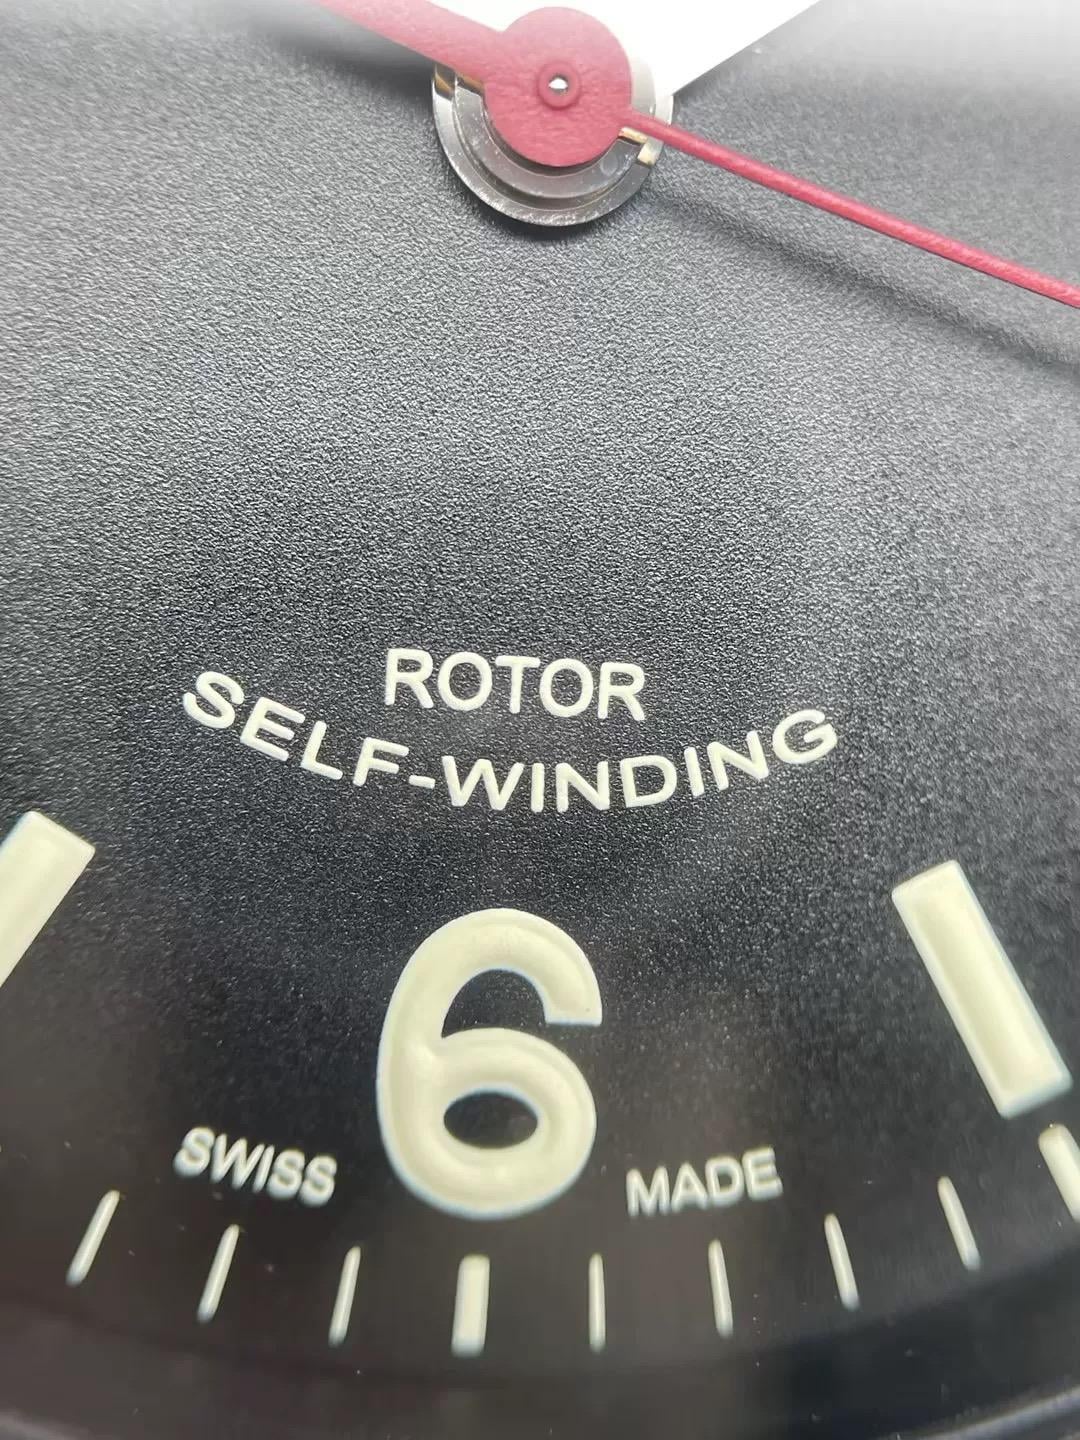 ROTOR
SELF-WINDING
6
SWISS MADE